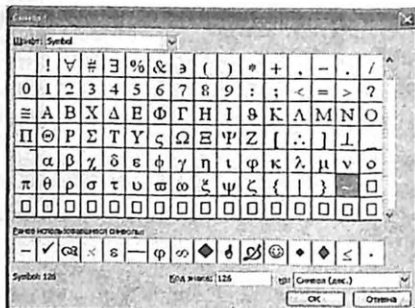 Символ
Шрифт: Symbol
! ∀ # ∃ % & ∍ ( ) * + , − . /
0 1 2 3 4 5 6 7 8 9 : ; < = > ?
≅ Α Β Χ Δ Ε Φ Γ Η Ι ϑ Κ Λ Μ Ν Ο
Π Θ Ρ Σ Τ Υ ς Ω Ξ Ψ Ζ [ ∴ ] ⊥ _
α β χ δ ε φ γ η ι ϕ κ λ μ ν ο
π θ ρ σ τ υ ϖ ω ξ ψ ζ { | } ~ □
□ □ □ □ □ □ □ □ □ □ □ □ □ □ □ □
Ранее использовавшиеся символы:
− ✓ × ε — φ ∞ ◆ ☺ ◆ ◆ ≤ .
Symbol: 126
Код знака: 126
из: Символ (дес.)
ОК
Отмена